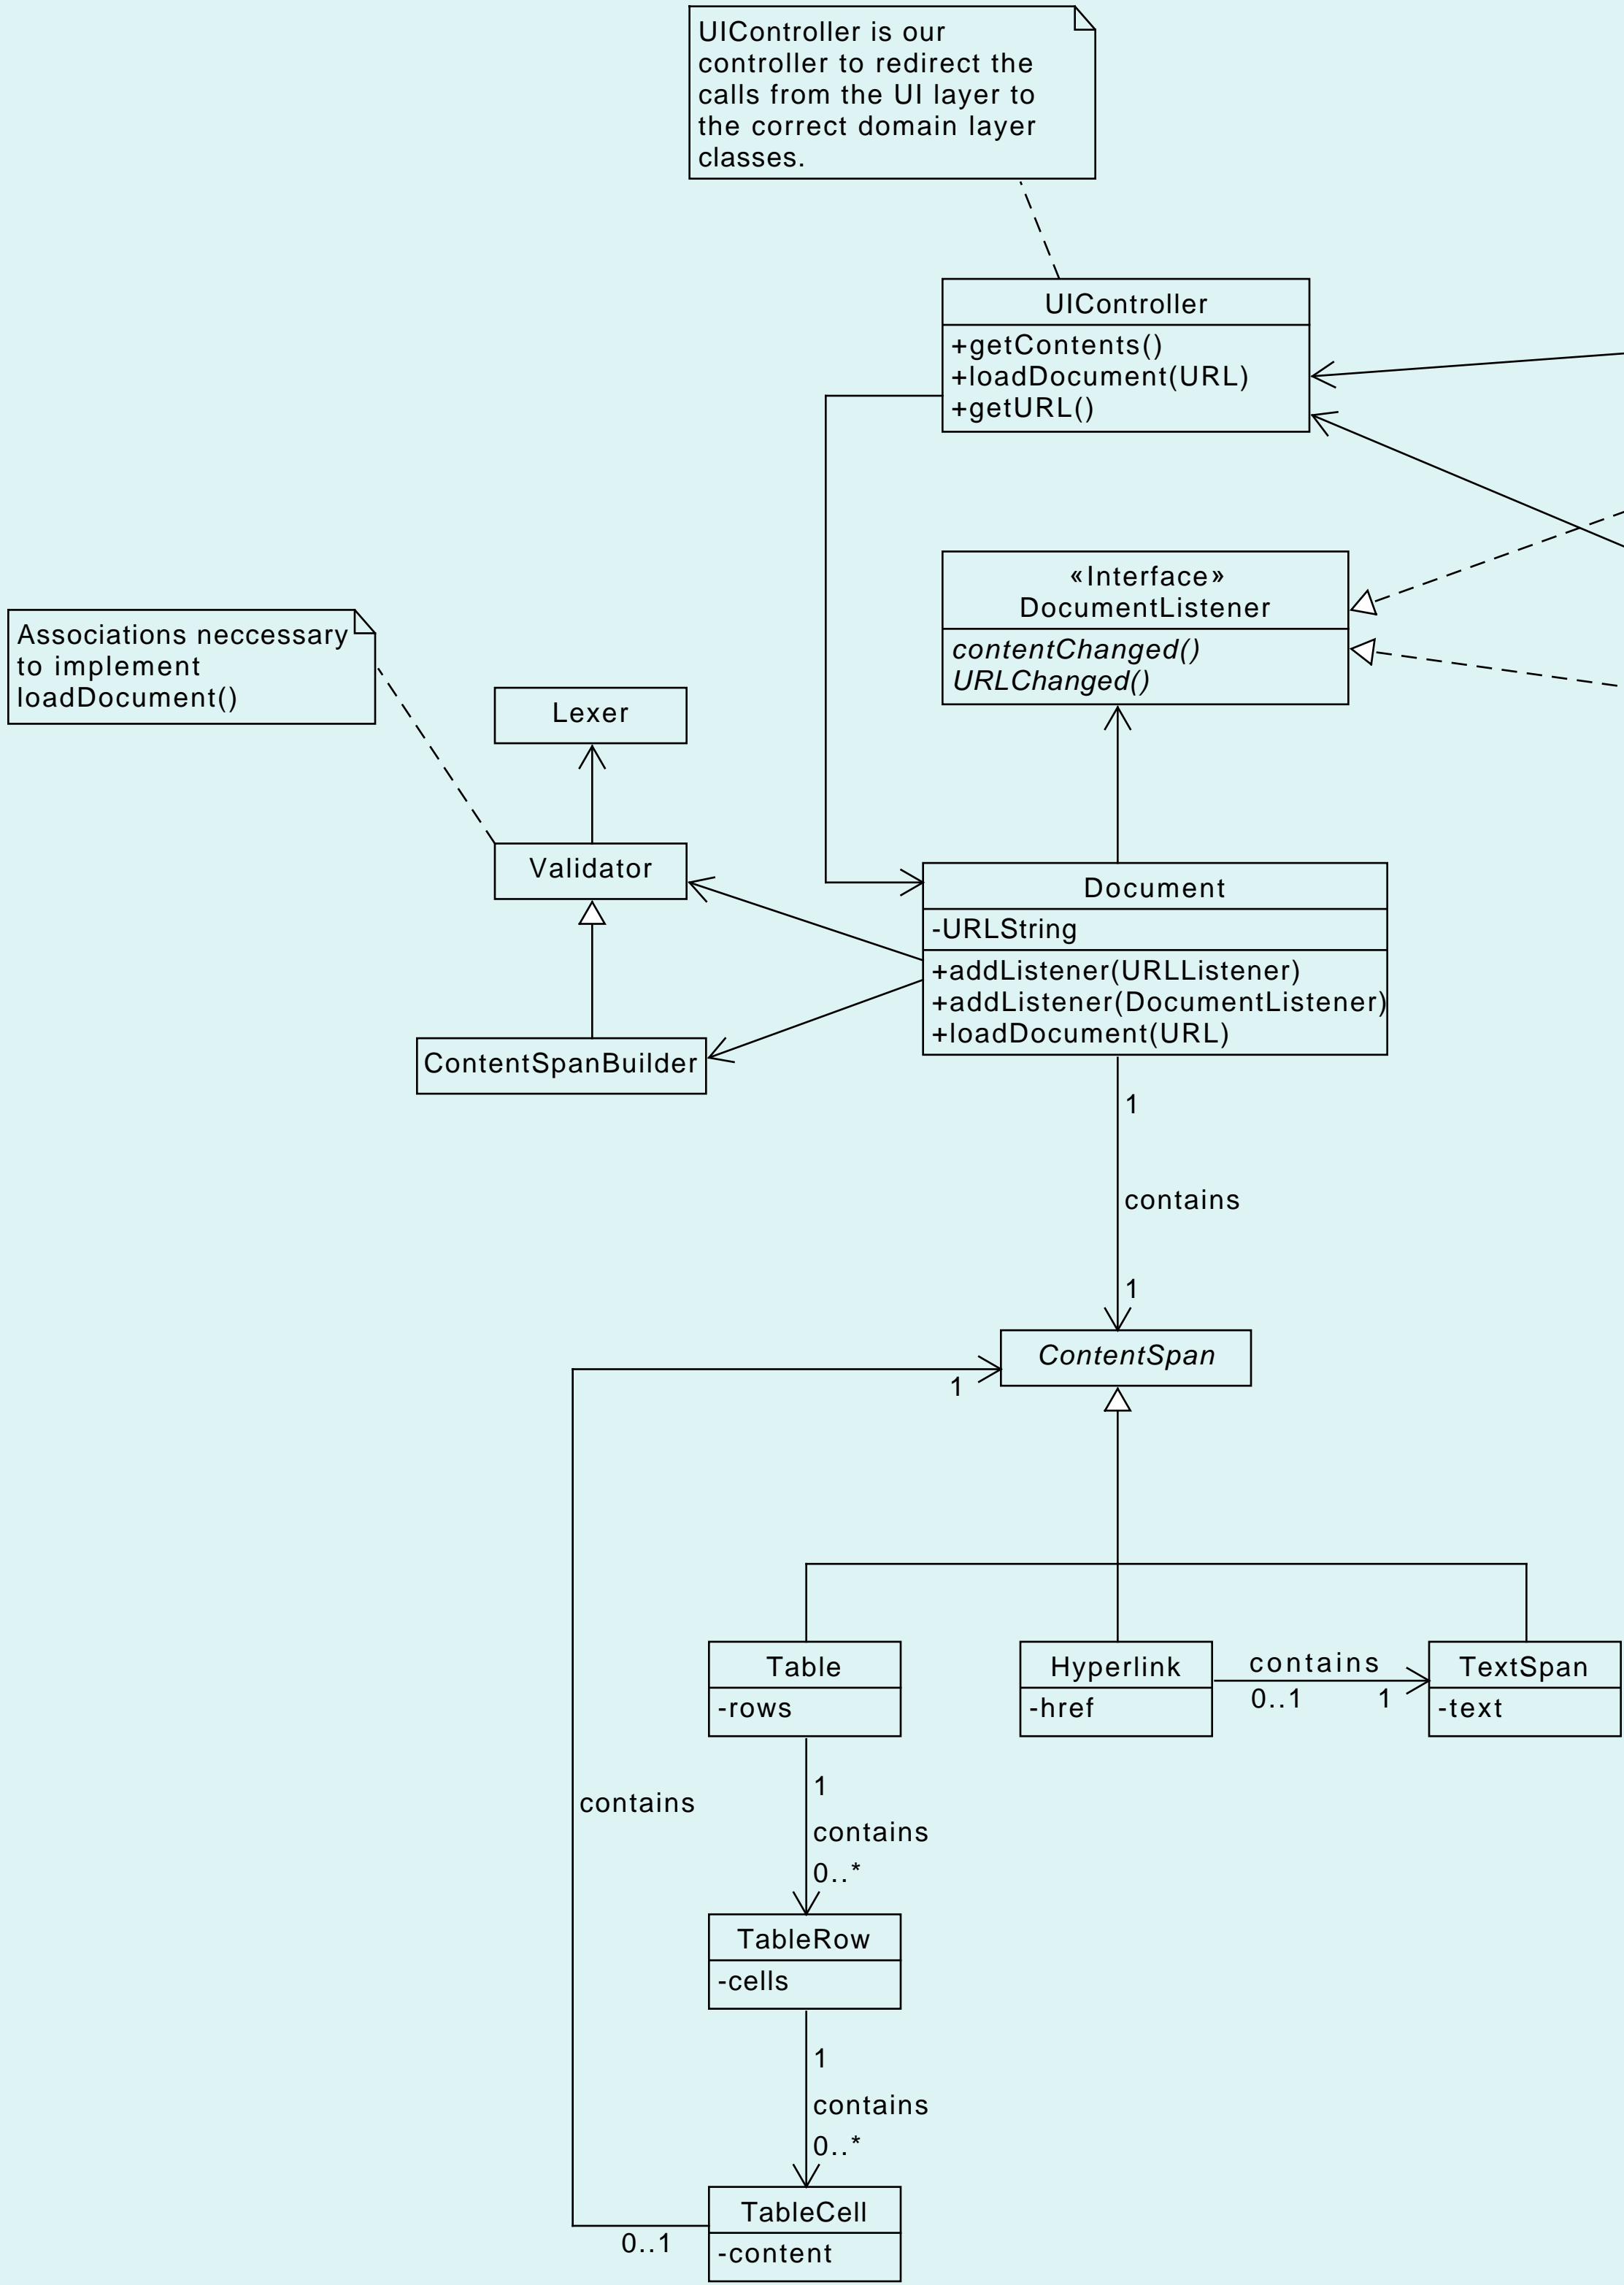 UIController is our
controller to redirect the
calls from the UI layer to
the correct domain layer
classes.
UIController
+getContents()
+loadDocument(URL)
+getURL()
«Interface»
DocumentListener
contentChanged()
URLChanged()
Associations neccessary
to implement
loadDocument()
Lexer
Validator
ContentSpanBuilder
Document
-URLString
+addListener(URLListener)
+addListener(DocumentListener)
+loadDocument(URL)
1
contains
1
ContentSpan
1
Table
-rows
Hyperlink
-href
contains
0..1 1
TextSpan
-text
contains
1
contains
0..*
TableRow
-cells
1
contains
0..*
TableCell
-content
0..1